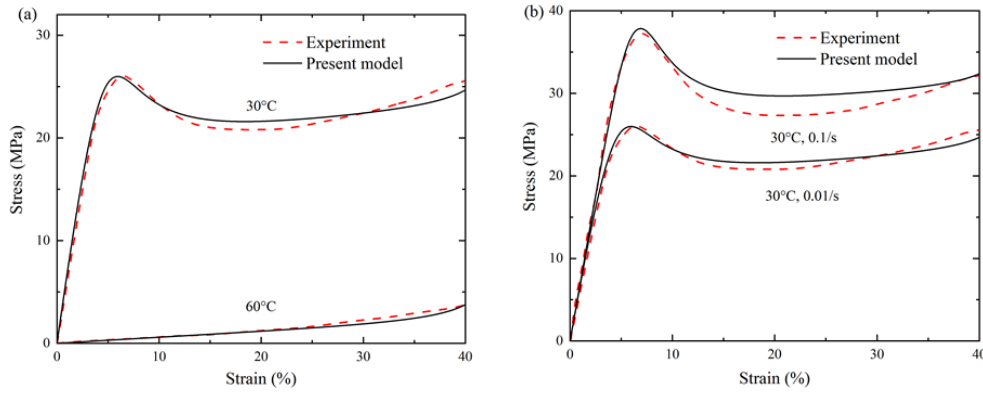 (a)
Experiment
Present model
30°C
60°C
Stress (MPa)
30
20
10
0
0 10 20 30 40
Strain (%)
(b)
Experiment
Present model
30°C, 0.1/s
30°C, 0.01/s
Stress (MPa)
40
30
20
10
0
0 10 20 30 40
Strain (%)